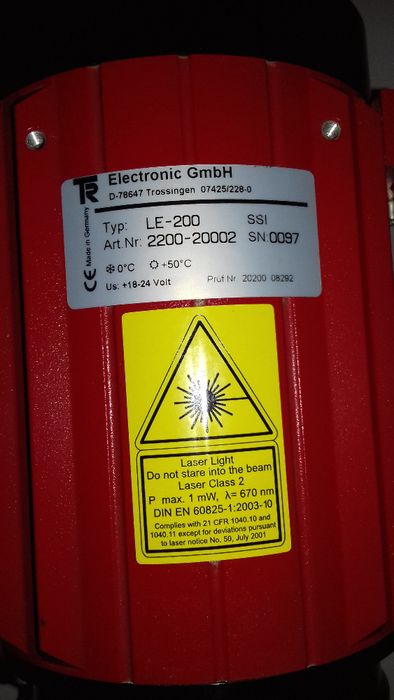 TR Electronic GmbH
D-78647 Trossingen 07425/228-0
Typ: LE-200 SSI
Art.Nr: 2200-20002 SN:0097
0°C +50°C
Us: +18-24 Volt Prüf Nr. 20200 08292
CE Made in Germany
Laser Light
Do not stare into the beam
Laser Class 2
P max. 1 mW, λ= 670 nm
DIN EN 60825-1:2003-10
Complies with 21 CFR 1040.10 and
1040.11 except for deviations pursuant
to laser notice No. 50, July 2001